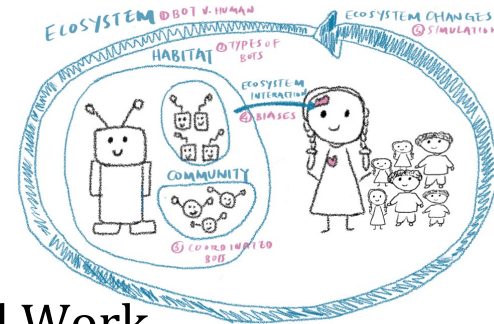 ECOSYSTEM ① BOT V. HUMAN
ECOSYSTEM CHANGES
⑤ SIMULATION
HABITAT ② TYPES OF
BOTS
ECOSYSTEM
INTERACTION
④ BIASES
COMMUNITY
③ COORDINATED
BOTS
Work